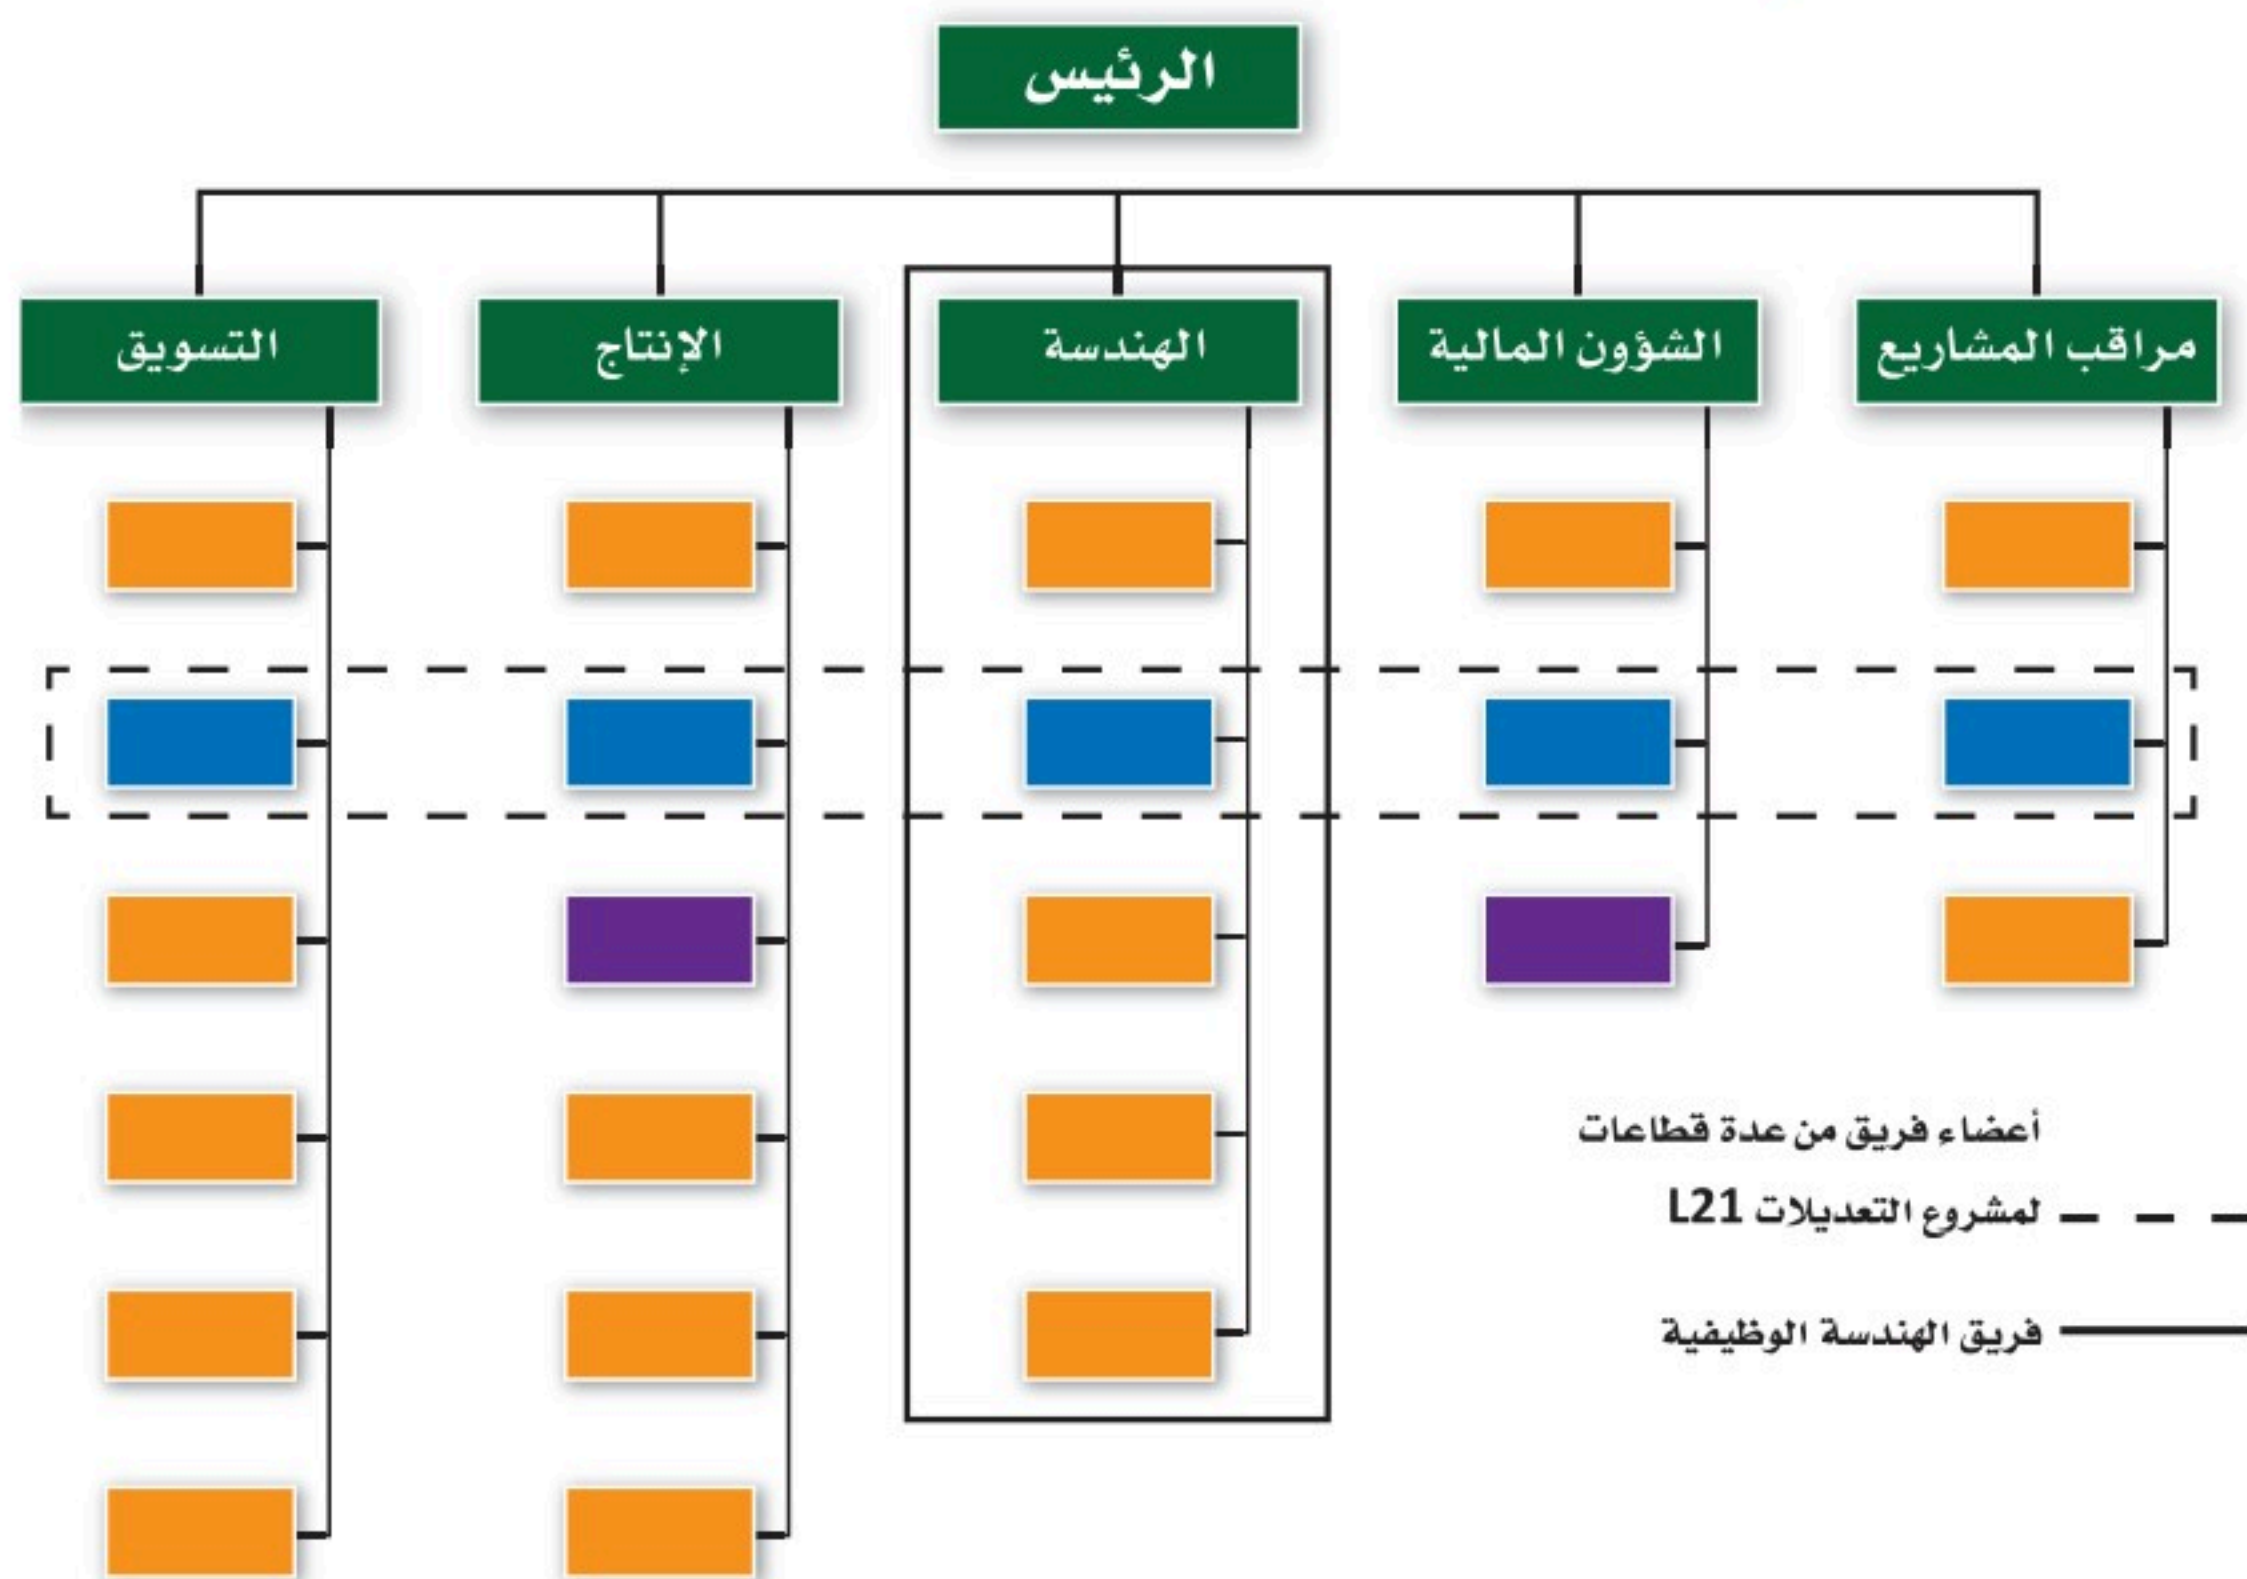 الرئيس
مراقب المشاريع
الشؤون المالية
الهندسة
الإنتاج
التسويق
أعضاء فريق من عدة قطاعات
لمشروع التعديلات L21
فريق الهندسة الوظيفية